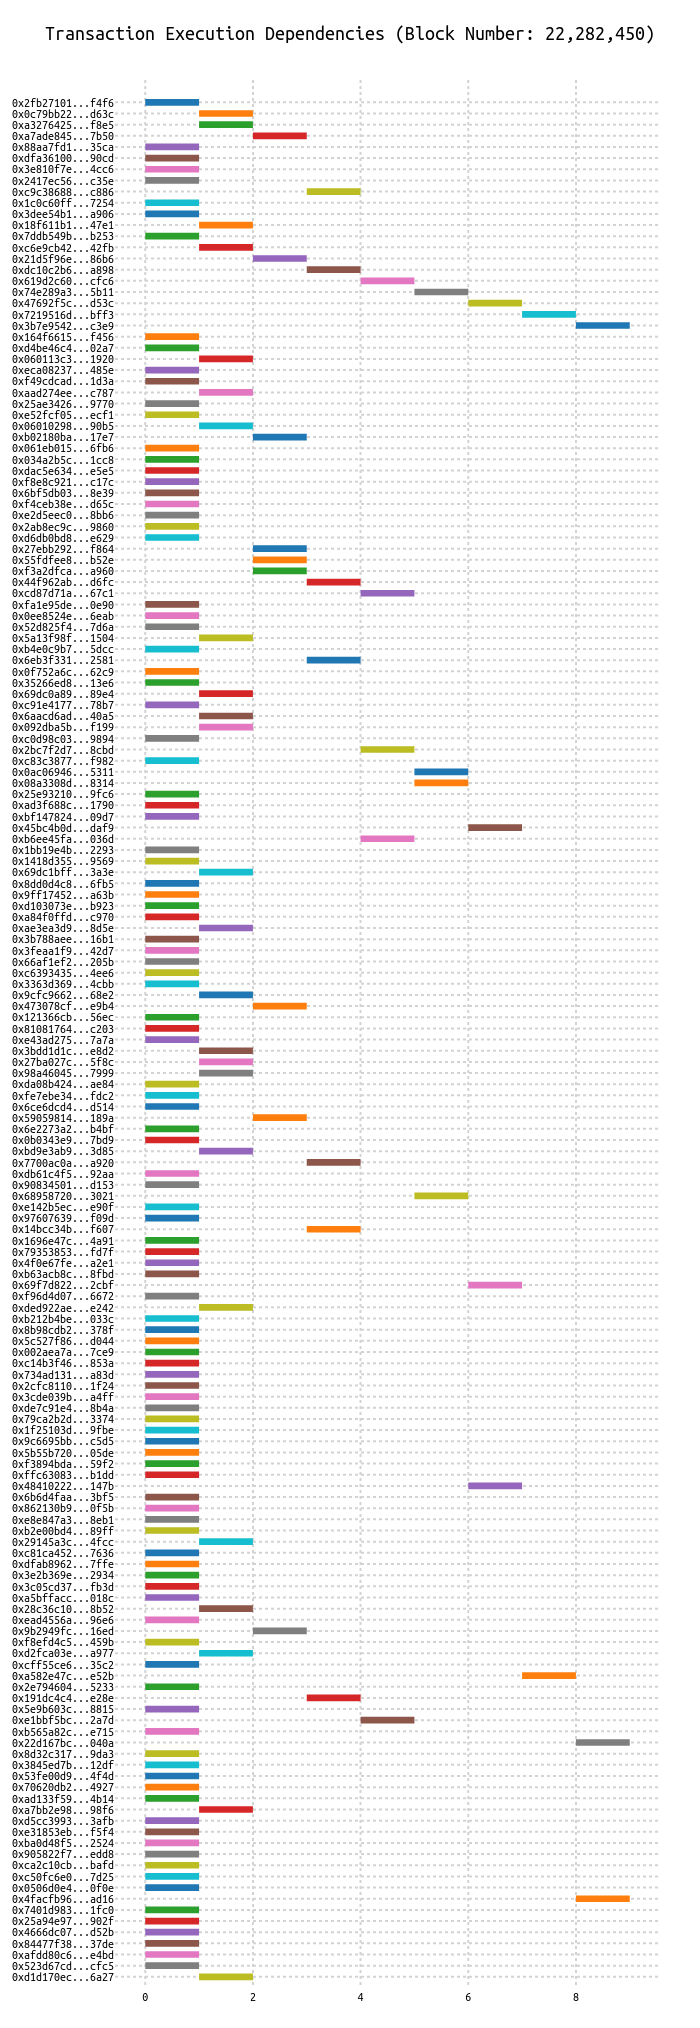 Transaction Execution Dependencies (Block Number: 22,282,450)
0x2fb27101...f4f6
0x0c79bb22...d63c
0xa3276425...f8e5
0xa7ade845...7b50
0x88aa7fd1...35ca
0xdfa36100...90cd
0x3e810f7e...4cc6
0x2417ec56...c35e
0xc9c38688...c886
0x1c0c60ff...7254
0x3dee54b1...a906
0x18f611b1...47e1
0x7ddb549b...b253
0xc6e9cb42...42fb
0x21d5f96e...86b6
0xdc10c2b6...a898
0x619d2c60...cfc6
0x74e289a3...5b11
0x47692f5c...d53c
0x7219516d...bff3
0x3b7e9542...c3e9
0x164f6615...f456
0xd4be46c4...02a7
0x060113c3...1920
0xeca08237...485e
0xf49cdcad...1d3a
0xaad274ee...c787
0x25ae3426...9770
0xe52fcf05...ecf1
0x06010298...90b5
0xb02180ba...17e7
0x061eb015...6fb6
0x034a2b5c...1cc8
0xdac5e634...e5e5
0xf8e8c921...c17c
0x6bf5db03...8e39
0xf4ceb38e...d65c
0xe2d5eec0...8bb6
0x2ab8ec9c...9860
0xd6db0bd8...e629
0x27ebb292...f864
0x55fdfee8...b52e
0xf3a2dfca...a960
0x44f962ab...d6fc
0xcd87d71a...67c1
0xfa1e95de...0e90
0x0ee8524e...6eab
0x52d825f4...7d6a
0x5a13f98f...1504
0xb4e0c9b7...5dcc
0x6eb3f331...2581
0x0f752a6c...62c9
0x35266ed8...13e6
0x69dc0a89...89e4
0xc91e4177...78b7
0x6aacd6ad...40a5
0x092dba5b...f199
0xc0d98c03...9894
0x2bc7f2d7...8cbd
0xc83c3877...f982
0x0ac06946...5311
0x08a3308d...8314
0x25e93210...9fc6
0xad3f688c...1790
0xbf147824...09d7
0x45bc4b0d...daf9
0xb6ee45fa...036d
0x1bb19e4b...2293
0x1418d355...9569
0x69dc1bff...3a3e
0x8dd0d4c8...6fb5
0x9ff17452...a63b
0xd103073e...b923
0xa84f0ffd...c970
0xae3ea3d9...8d5e
0x3b788aee...16b1
0x3feaa1f9...42d7
0x66af1ef2...205b
0xc6393435...4ee6
0x3363d369...4cbb
0x9cfc9662...68e2
0x473078cf...e9b4
0x121366cb...56ec
0x81081764...c203
0xe43ad275...7a7a
0x3bdd1d1c...e8d2
0x27ba027c...5f8c
0x98a46045...7999
0xda08b424...ae84
0xfe7ebe34...fdc2
0x6ce6dcd4...d514
0x59059814...189a
0x6e2273a2...b4bf
0x0b0343e9...7bd9
0xbd9e3ab9...3d85
0x7700ac0a...a920
0xdb61c4f5...92aa
0x90834501...d153
0x68958720...3021
0xe142b5ec...e90f
0x97607639...f09d
0x14bcc34b...f607
0x1696e47c...4a91
0x79353853...fd7f
0x4f0e67fe...a2e1
0xb63acb8c...8fbd
0x69f7d822...2cbf
0xf96d4d07...6672
0xded922ae...e242
0xb212b4be...033c
0x8b98cdb2...378f
0x5c527f86...d044
0x002aea7a...7ce9
0xc14b3f46...853a
0x734ad131...a83d
0x2cfc8110...1f24
0x3cde039b...a4ff
0xde7c91e4...8b4a
0x79ca2b2d...3374
0x1f25103d...9fbe
0x9c6695bb...c5d5
0x5b55b720...05de
0xf3894bda...59f2
0xffc63083...b1dd
0x48410222...147b
0x6b6d4faa...3bf5
0x862130b9...0f5b
0xe8e847a3...8eb1
0xb2e00bd4...89ff
0x29145a3c...4fcc
0xc81ca452...7636
0xdfab8962...7ffe
0x3e2b369e...2934
0x3c05cd37...fb3d
0xa5bffacc...018c
0x28c36c10...8b52
0xead4556a...96e6
0x9b2949fc...16ed
0xf8efd4c5...459b
0xd2fca03e...a977
0xcff55ce6...35c2
0xa582e47c...e52b
0x2e794604...5233
0x191dc4c4...e28e
0x5e9b603c...8815
0xe1bbf5bc...2a7d
0xb565a82c...e715
0x22d167bc...040a
0x8d32c317...9da3
0x3845ed7b...12df
0x53fe00d9...4f4d
0x70620db2...4927
0xad133f59...4b14
0xa7bb2e98...98f6
0xd5cc3993...3afb
0xe31853eb...f5f4
0xba0d48f5...2524
0x905822f7...edd8
0xca2c10cb...bafd
0xc50fc6e0...7d25
0x0506d0e4...0f0e
0x4facfb96...ad16
0x7401d983...1fc0
0x25a94e97...902f
0x4666dc07...d52b
0x84477f38...37de
0xafdd80c6...e4bd
0x523d67cd...cfc5
0xd1d170ec...6a27
0 2 4 6 8